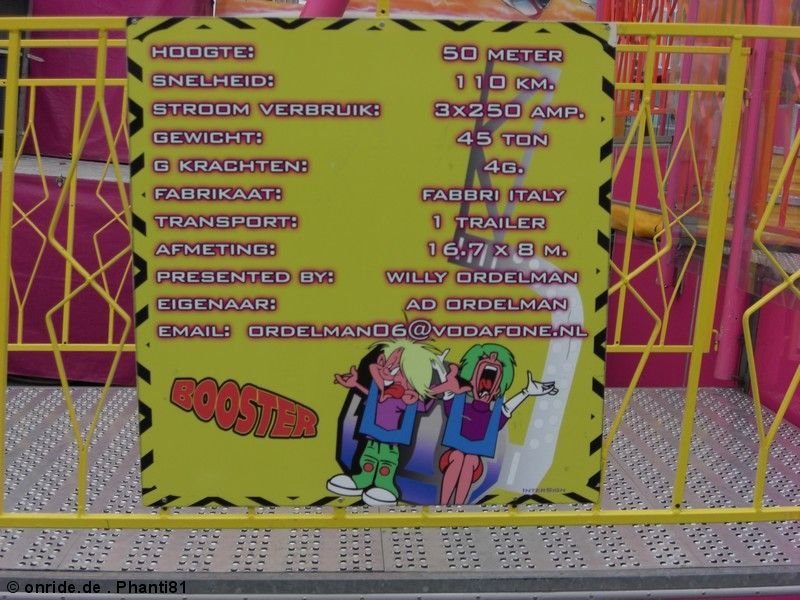 HOOGTE: 50 METER
SNELHEID: 110 KM.
STROOM VERBRUIK: 3X250 AMP.
GEWICHT: 45 TON
G KRACHTEN: 4G.
FABRIKAAT: FABBRI ITALY
TRANSPORT: 1 TRAILER
AFMETING: 16.7 X 8 M.
PRESENTED BY: WILLY ORDELMAN
EIGENAAR: AD ORDELMAN
EMAIL: ORDELMAN06@VODAFONE.NL
BOOSTER
INTERSIGN
© onride.de . Phanti81